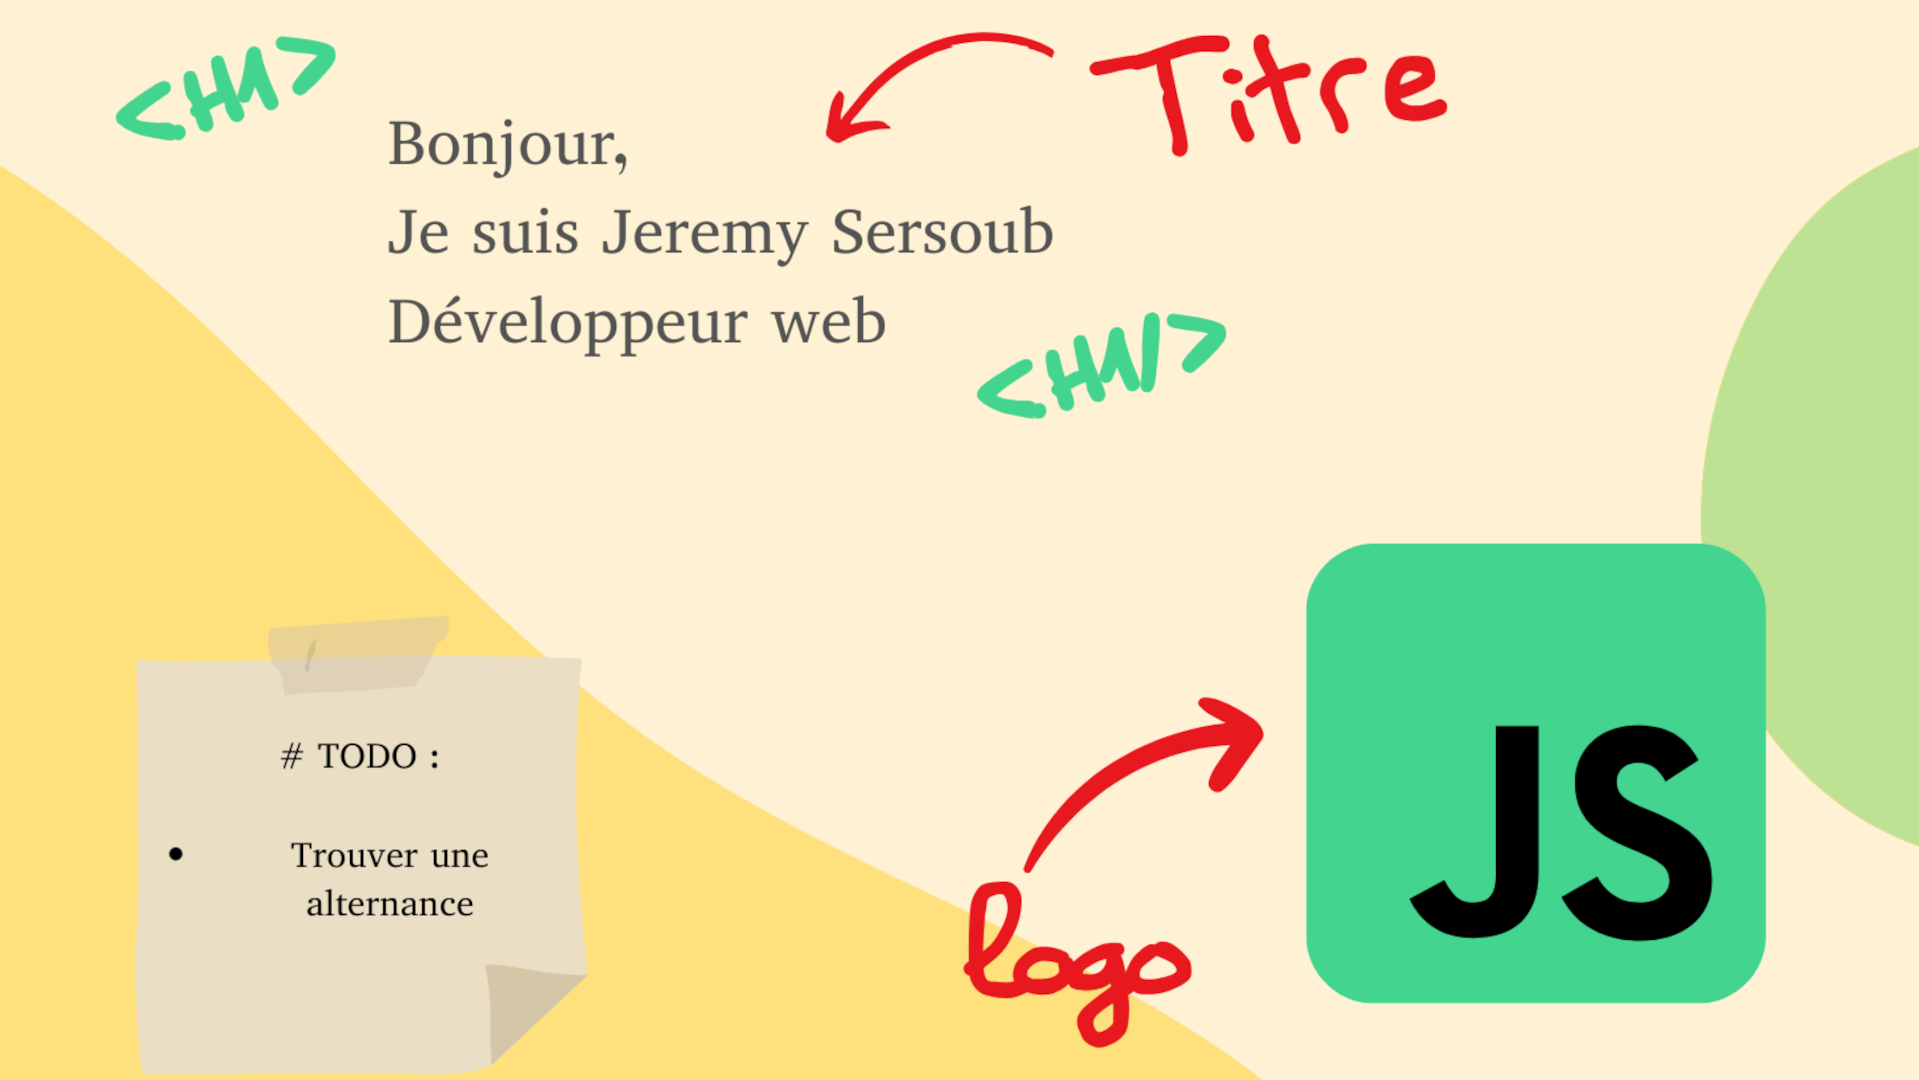 <H1>
Titre
Bonjour,
Je suis Jeremy Sersoub
Développeur web
<H1/>
# TODO :
• Trouver une
alternance
logo
JS